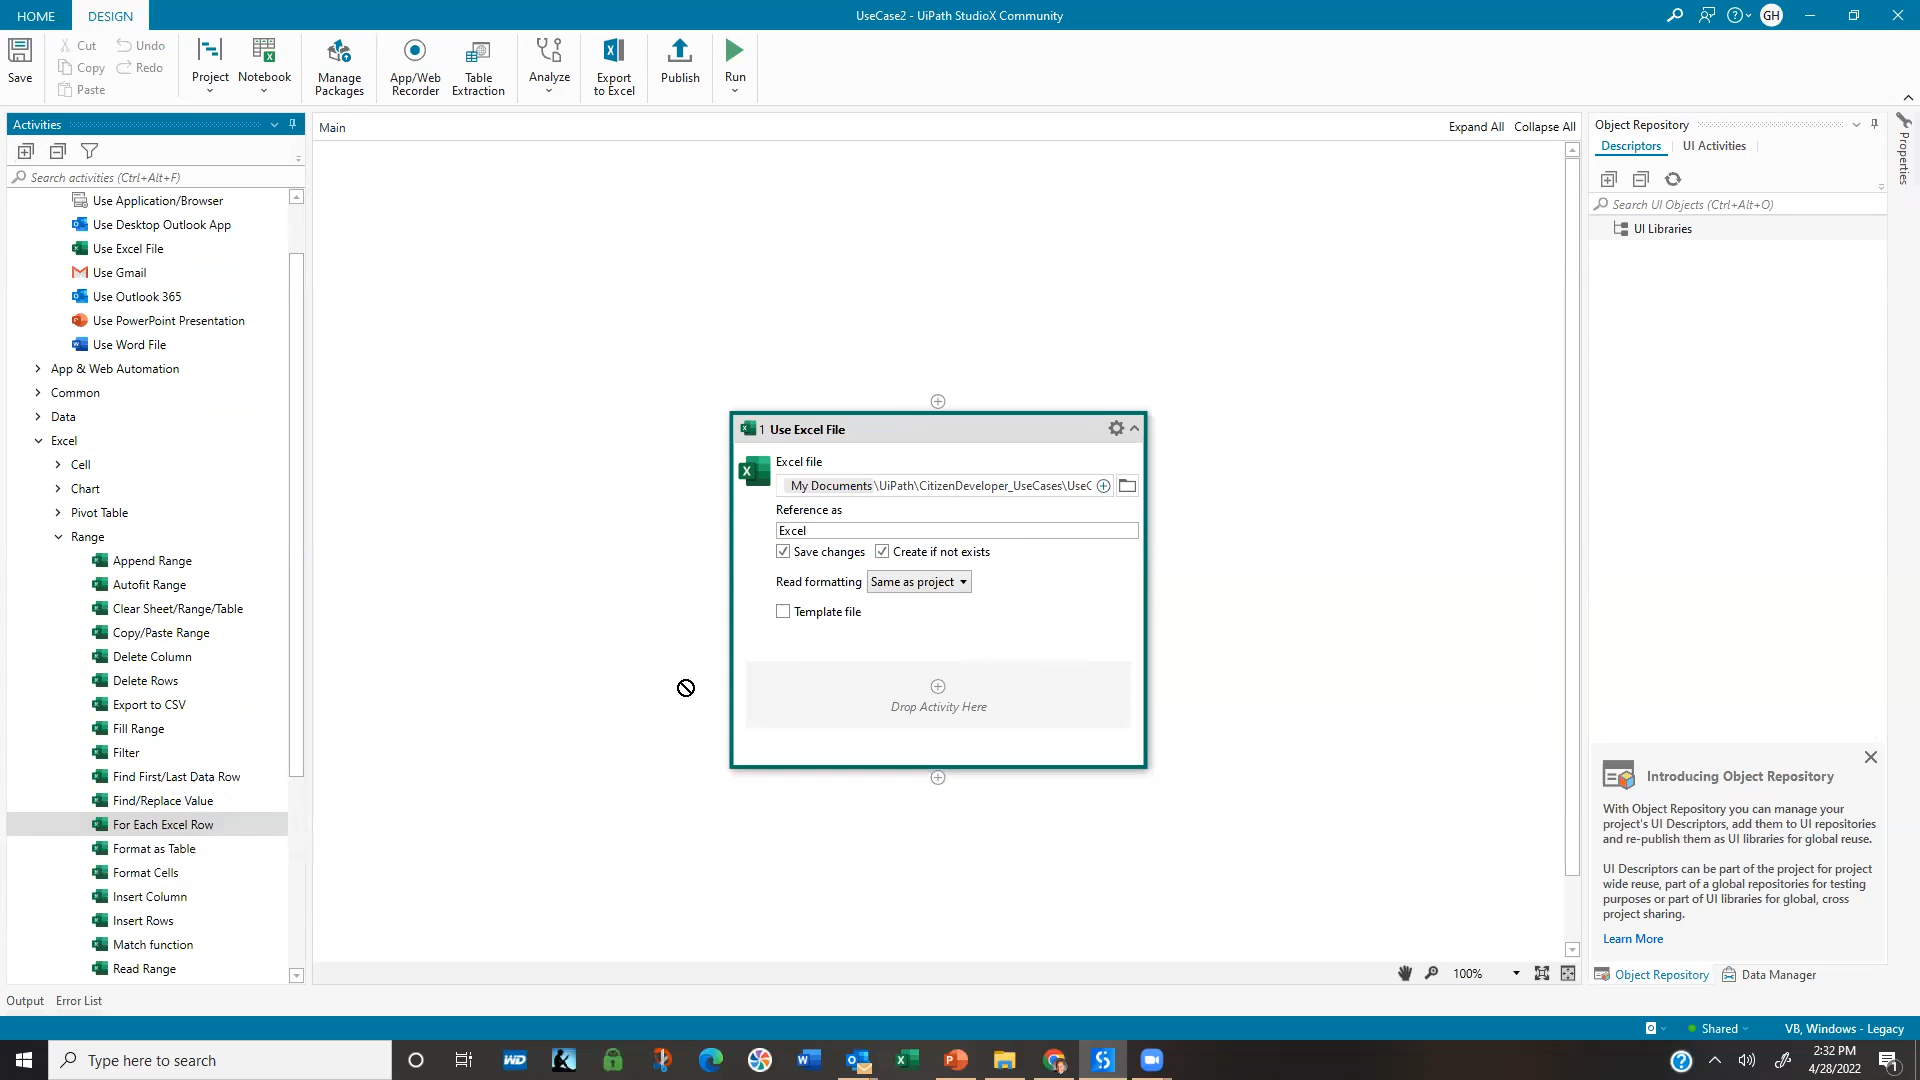 HOME
DESIGN
UseCase2 - UiPath StudioX Community
GH
Save
Cut
Copy
Paste
Undo
Redo
Project
Notebook
Manage
Packages
App/Web
Recorder
Table
Extraction
Analyze
Export
to Excel
Publish
Run
Activities
Search activities (Ctrl+Alt+F)
Use Application/Browser
Use Desktop Outlook App
Use Excel File
Use Gmail
Use Outlook 365
Use PowerPoint Presentation
Use Word File
App & Web Automation
Common
Data
Excel
Cell
Chart
Pivot Table
Range
Append Range
Autofit Range
Clear Sheet/Range/Table
Copy/Paste Range
Delete Column
Delete Rows
Export to CSV
Fill Range
Filter
Find First/Last Data Row
Find/Replace Value
For Each Excel Row
Format as Table
Format Cells
Insert Column
Insert Rows
Match function
Read Range
Main
Expand All
Collapse All
1 Use Excel File
Excel file
My Documents\UiPath\CitizenDeveloper_UseCases\UseC
Reference as
Excel
Save changes
Create if not exists
Read formatting
Same as project
Template file
Drop Activity Here
100%
Object Repository
Descriptors
UI Activities
Search UI Objects (Ctrl+Alt+O)
UI Libraries
Properties
Introducing Object Repository
With Object Repository you can manage your
project's UI Descriptors, add them to UI repositories
and re-publish them as UI libraries for global reuse.
UI Descriptors can be part of the project for project
wide reuse, part of a global repositories for testing
purposes or part of UI libraries for global, cross
project sharing.
Learn More
Object Repository
Data Manager
Output
Error List
Shared
VB, Windows - Legacy
Type here to search
WD
2:32 PM
4/28/2022
1